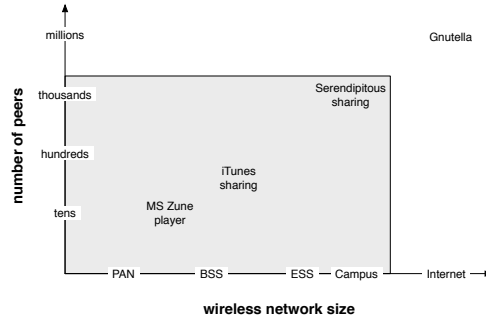 millions
Gnutella
thousands
Serendipitous
sharing
number of peers
hundreds
iTunes
sharing
tens
MS Zune
player
PAN
BSS
ESS
Campus
Internet
wireless network size